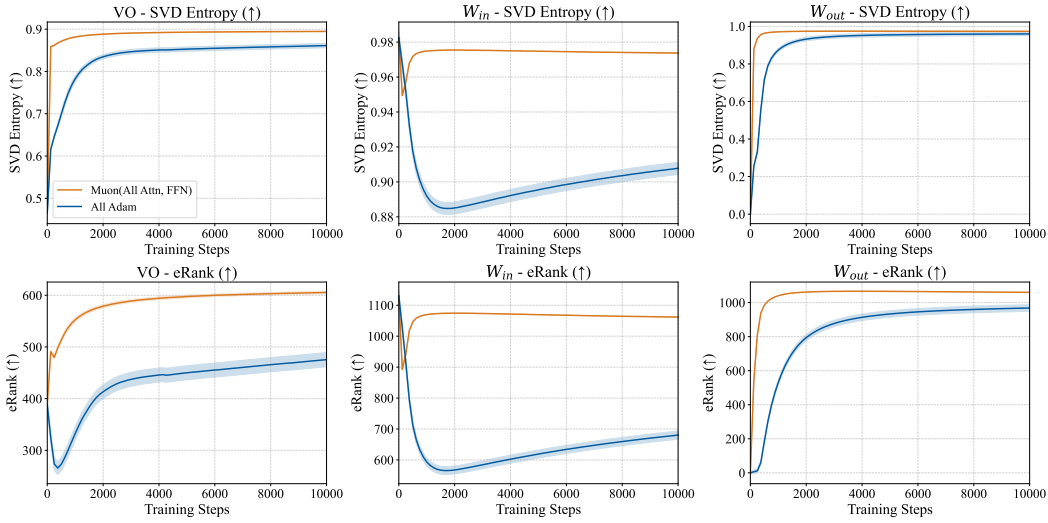 VO - SVD Entropy (↑)
SVD Entropy (↑)
0.9
0.8
0.7
0.6
0.5
Muon(All Attn, FFN)
All Adam
0 2000 4000 6000 8000 10000
Training Steps
W_in - SVD Entropy (↑)
SVD Entropy (↑)
0.98
0.96
0.94
0.92
0.90
0.88
0 2000 4000 6000 8000 10000
Training Steps
W_out - SVD Entropy (↑)
SVD Entropy (↑)
1.0
0.8
0.6
0.4
0.2
0.0
0 2000 4000 6000 8000 10000
Training Steps
VO - eRank (↑)
eRank (↑)
600
500
400
300
0 2000 4000 6000 8000 10000
Training Steps
W_in - eRank (↑)
eRank (↑)
1100
1000
900
800
700
600
0 2000 4000 6000 8000 10000
Training Steps
W_out - eRank (↑)
eRank (↑)
1000
800
600
400
200
0
0 2000 4000 6000 8000 10000
Training Steps